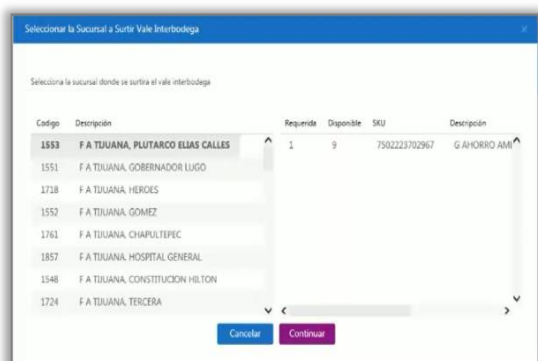 Seleccionar la Sucursal a Surtir Vale Interbodega
Selecciona la sucursal donde se surtira el vale interbodega
Codigo Descripción
1553 F A TIJUANA, PLUTARCO ELIAS CALLES
1551 F A TIJUANA, GOBERNADOR LUGO
1718 F A TIJUANA, HEROES
1552 F A TIJUANA, GOMEZ
1761 F A TIJUANA, CHAPULTEPEC
1857 F A TIJUANA, HOSPITAL GENERAL
1548 F A TIJUANA, CONSTITUCION HILTON
1724 F A TIJUANA, TERCERA
Requerida Disponible SKU Descripción
1 9 7502223702967 G AHORRO AMI
Cancelar Continuar